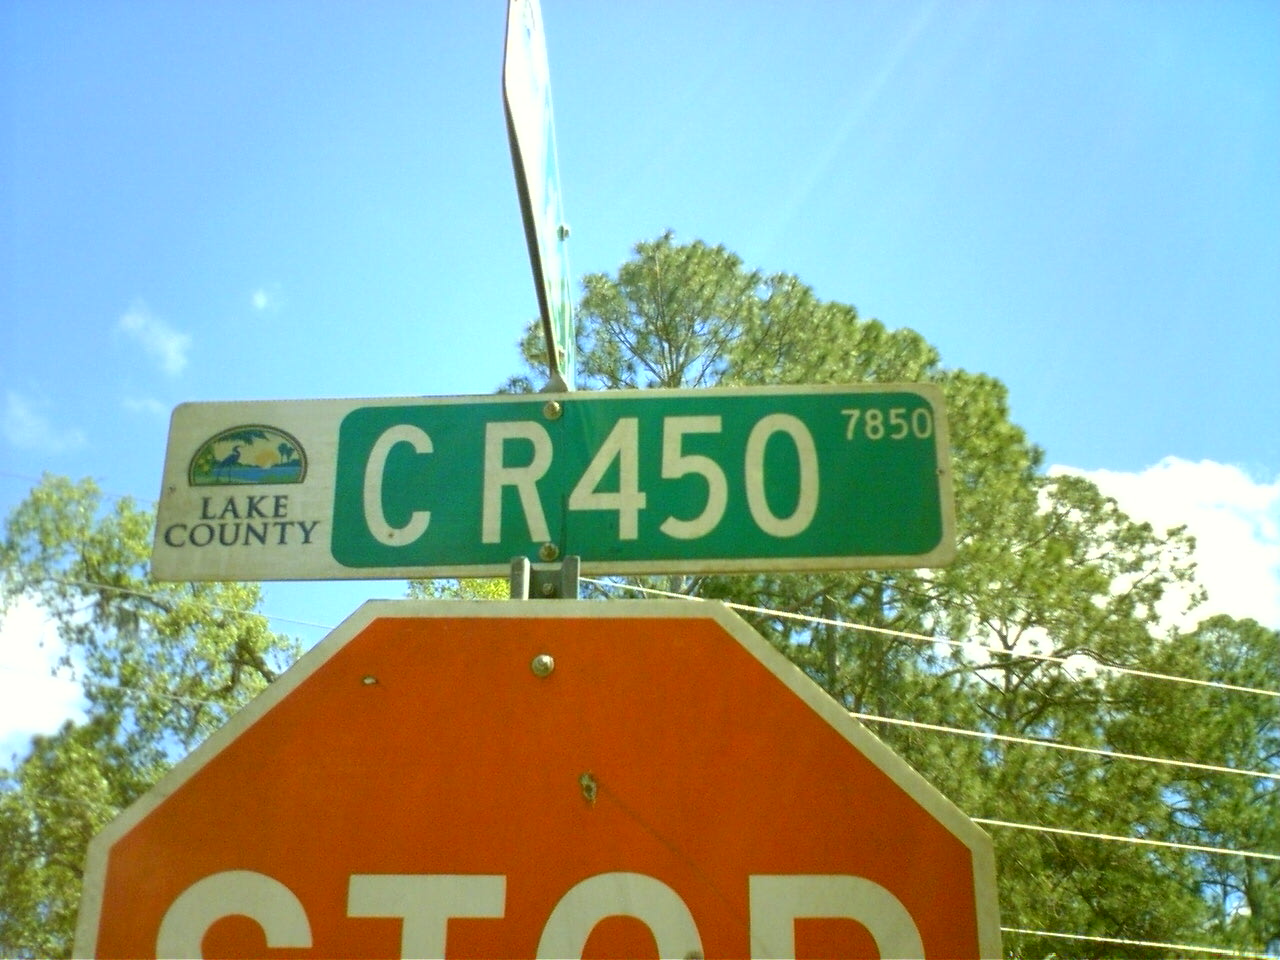 LAKE
COUNTY
C R450 7850
STOP